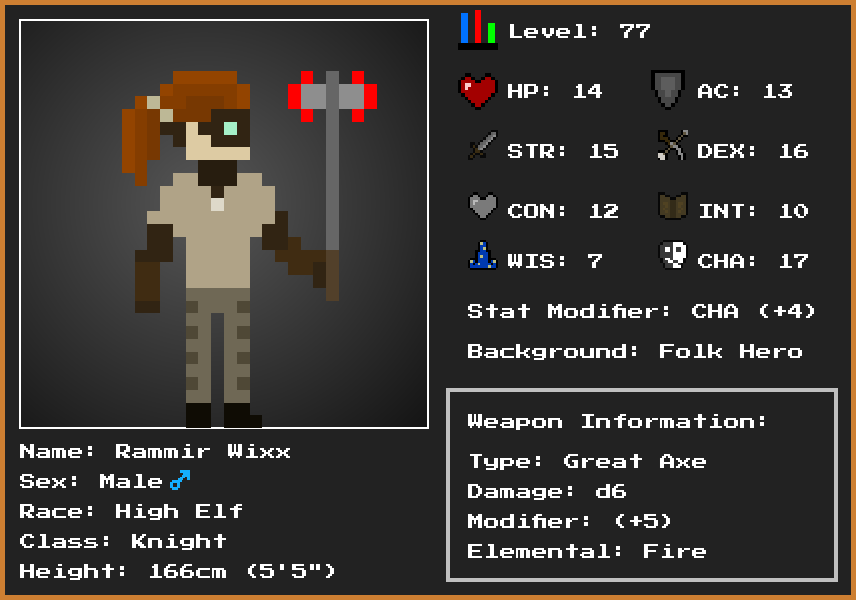 Level: 77
HP: 14
AC: 13
STR: 15
DEX: 16
CON: 12
INT: 10
WIS: 7
CHA: 17
Stat Modifier: CHA (+4)
Background: Folk Hero
Weapon Information:
Type: Great Axe
Damage: d6
Modifier: (+5)
Elemental: Fire
Name: Rammir Wixx
Sex: Male♂
Race: High Elf
Class: Knight
Height: 166cm (5'5")